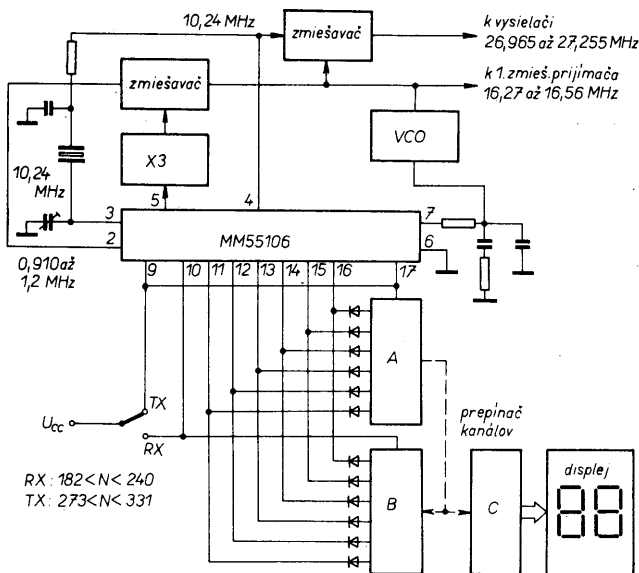 10,24 MHz
zmiešavač
k vysielači
26,965 až 27,255 MHz
zmiešavač
k 1. zmieš. prijímača
16,27 až 16,56 MHz
VCO
X3
10,24
MHz
5
4
3
2
MM55106
7
6
0,910 až
1,2 MHz
9
10
11
12
13
14
15
16
17
A
TX
Ucc
RX
prepínač
kanálov
RX: 182<N<240
TX: 273<N<331
B
C
displej
88